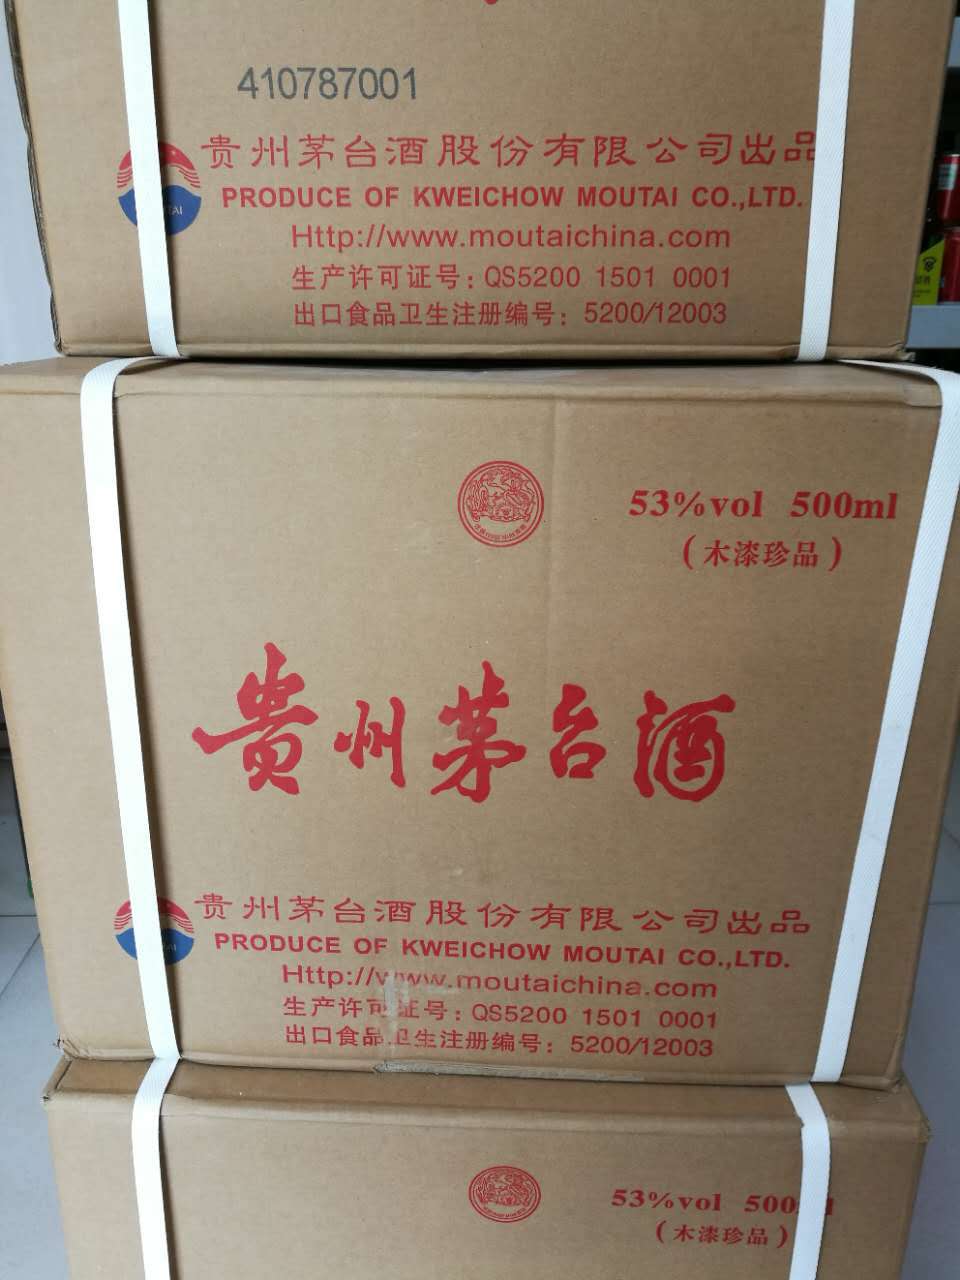 410787001
贵州茅台酒股份有限公司出品
PRODUCE OF KWEICHOW MOUTAI CO.,LTD.
Http://www.moutaichina.com
生产许可证号：QS5200 1501 0001
出口食品卫生注册编号：5200/12003
53%vol 500ml
(木漆珍品)
贵州茅台酒
贵州茅台酒股份有限公司出品
PRODUCE OF KWEICHOW MOUTAI CO.,LTD.
Http://www.moutaichina.com
生产许可证号：QS5200 1501 0001
出口食品卫生注册编号：5200/12003
53%vol 500ml
(木漆珍品)